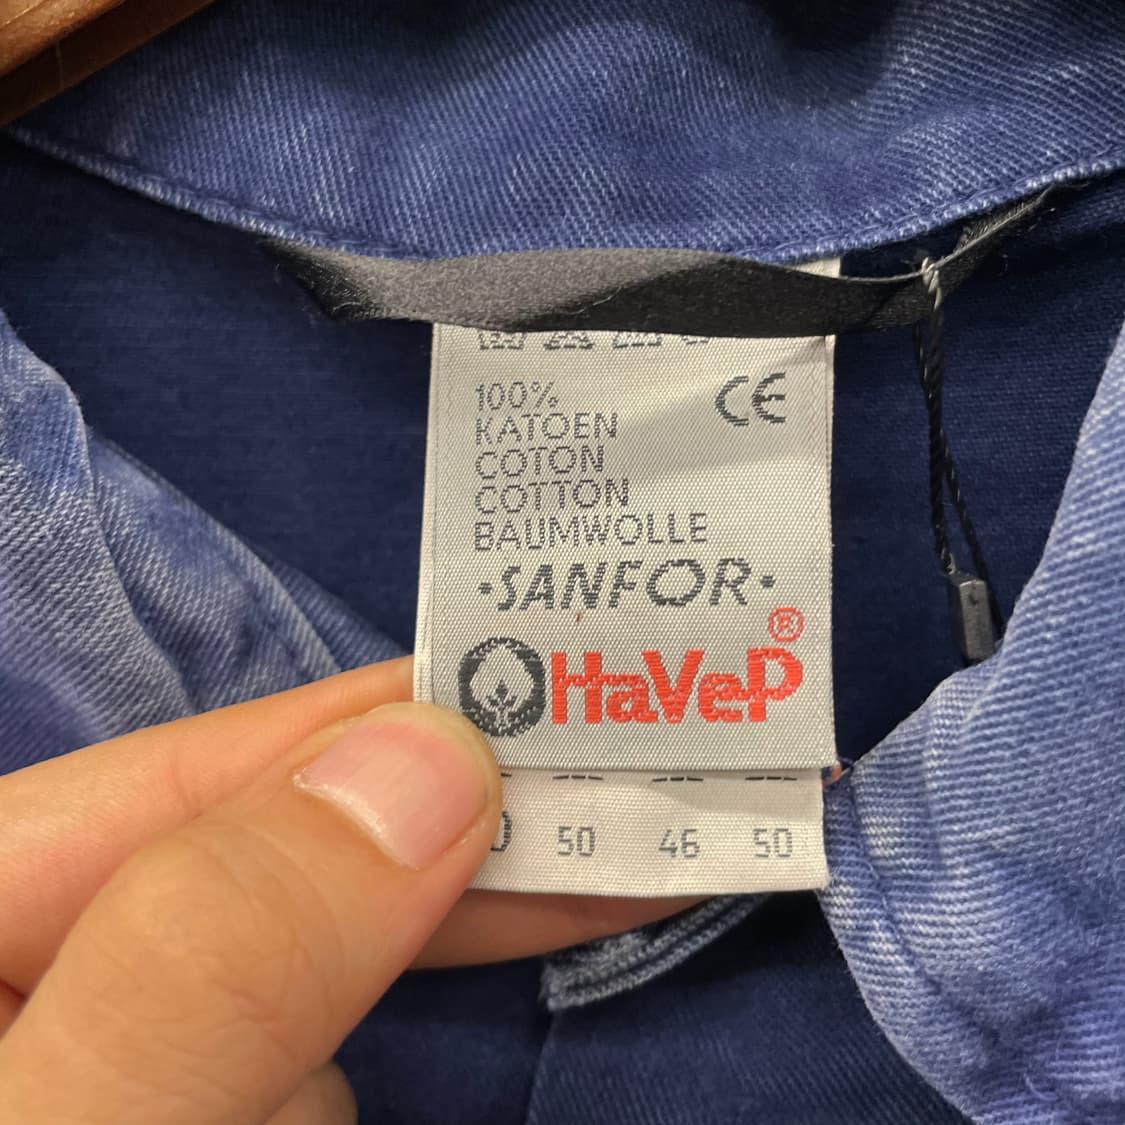 100%
KATOEN
COTON
COTTON
BAUMWOLLE
CE
·SANFOR·
HaVeP®
50 46 50